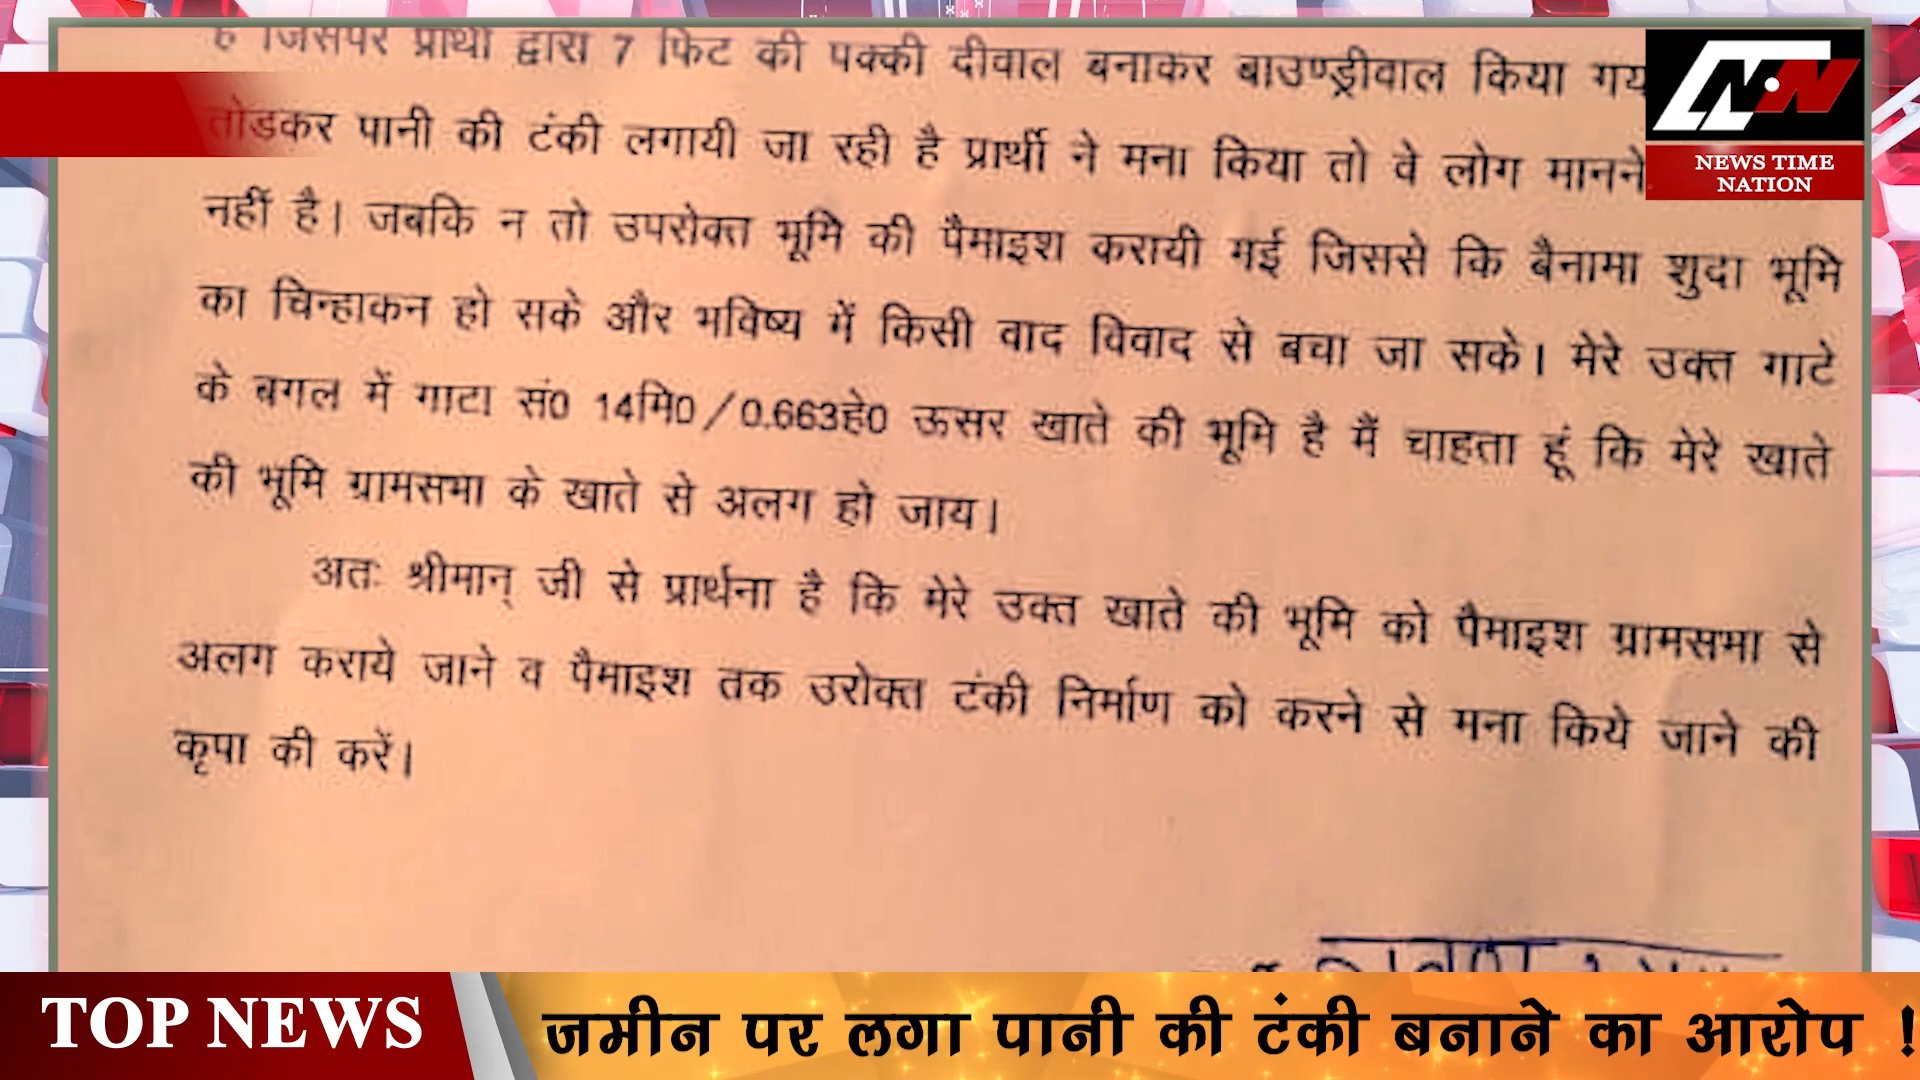 है जिसपर प्रार्थी द्वारा 7 फिट की पक्की दीवाल बनाकर बाउण्ड्रीवाल किया गय
तोडकर पानी की टंकी लगायी जा रही है प्रार्थी ने मना किया तो वे लोग मानने
नहीं है। जबकि न तो उपरोक्त भूमि की पैमाइश करायी गई जिससे कि बैनामा शुदा भूमि
का चिन्हाकन हो सके और भविष्य में किसी वाद विवाद से बचा जा सके। मेरे उक्त गाटे
के बगल में गाटा सं0 14मि0/0.663हे0 ऊसर खाते की भूमि है मैं चाहता हूं कि मेरे खाते
की भूमि ग्रामसभा के खाते से अलग हो जाय।
अतः श्रीमान् जी से प्रार्थना है कि मेरे उक्त खाते की भूमि को पैमाइश ग्रामसभा से
अलग कराये जाने व पैमाइश तक उरोक्त टंकी निर्माण को करने से मना किये जाने की
कृपा की करें।
NN
NEWS TIME
NATION
TOP NEWS
जमीन पर लगा पानी की टंकी बनाने का आरोप !